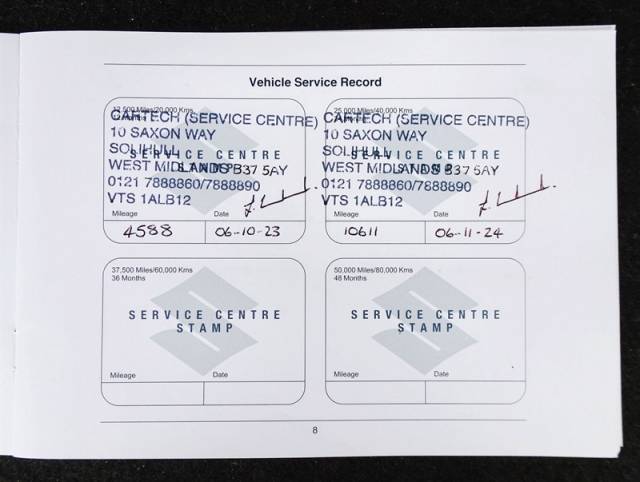 Vehicle Service Record
12,500 Miles/20,000 Kms
CARTECH (SERVICE CENTRE)
10 SAXON WAY
SOLIHULL
SERVICE CENTRE
WEST MIDLANDS B37 5AY
STAMP
0121 7888860/7888890
VTS 1ALB12
Mileage Date
4588 06-10-23
25,000 Miles/40,000 Kms
CARTECH (SERVICE CENTRE)
10 SAXON WAY
SOLIHULL
SERVICE CENTRE
WEST MIDLANDS B37 5AY
STAMP
0121 7888860/7888890
VTS 1ALB12
Mileage Date
10611 06-11-24
37,500 Miles/60,000 Kms
36 Months
SERVICE CENTRE
STAMP
Mileage Date
50,000 Miles/80,000 Kms
48 Months
SERVICE CENTRE
STAMP
Mileage Date
8